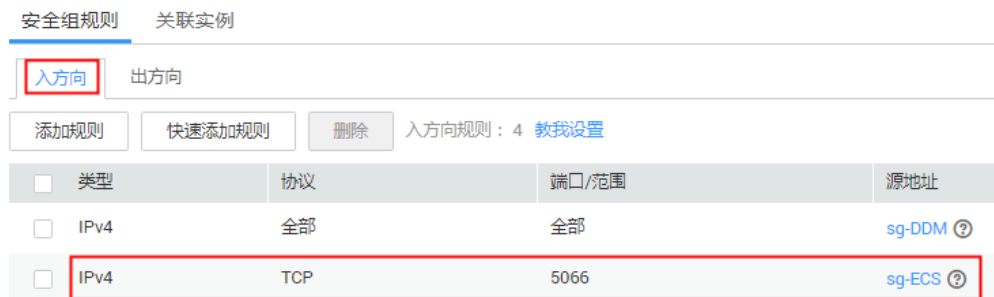 安全组规则 关联实例
入方向 出方向
添加规则 快速添加规则 删除 入方向规则：4 教我设置
类型 协议 端口/范围 源地址
IPv4 全部 全部 sg-DDM ?
IPv4 TCP 5066 sg-ECS ?